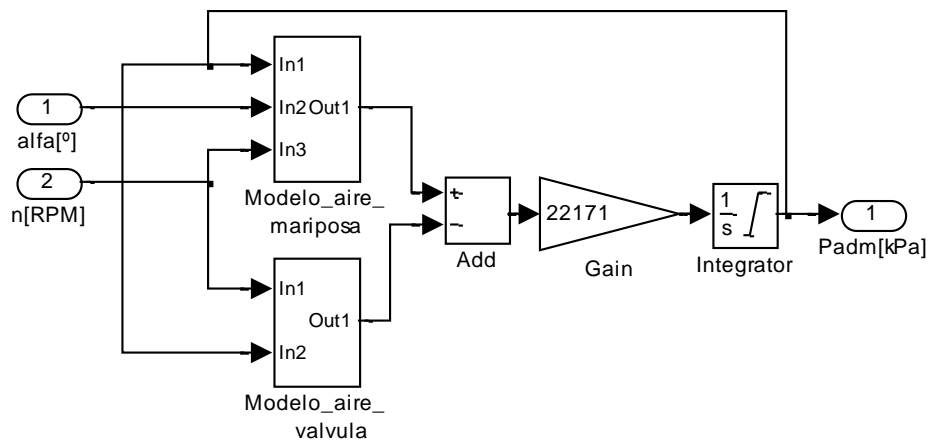 In1
1
In2
Out1
alfa[º]
In3
2
n[RPM]
Modelo_aire_
mariposa
+
-
22171
1
s
1
Padm[kPa]
Add
Gain
Integrator
In1
Out1
In2
Modelo_aire_
valvula